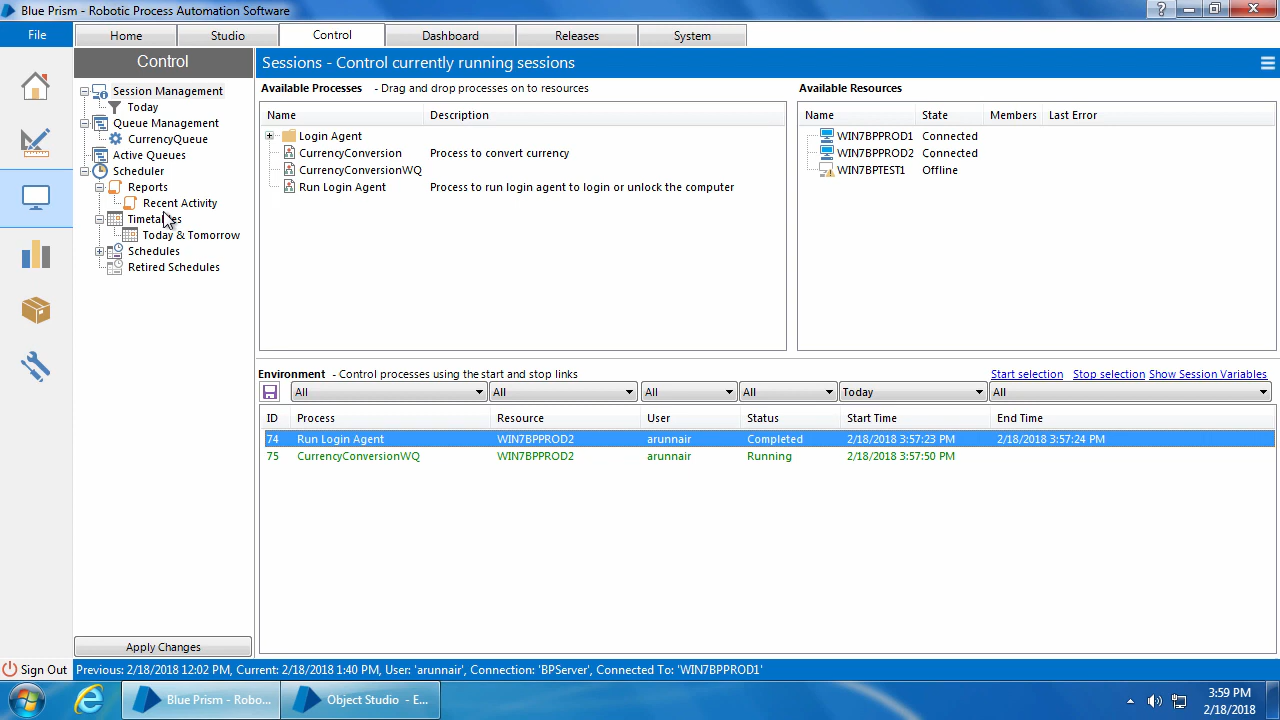 Blue Prism - Robotic Process Automation Software
File Home Studio Control Dashboard Releases System
Control
Session Management
Today
Queue Management
CurrencyQueue
Active Queues
Scheduler
Reports
Recent Activity
Timetables
Today & Tomorrow
Schedules
Retired Schedules
Apply Changes
Sessions - Control currently running sessions
Available Processes - Drag and drop processes on to resources
Name Description
Login Agent
CurrencyConversion Process to convert currency
CurrencyConversionWQ
Run Login Agent Process to run login agent to login or unlock the computer
Available Resources
Name State Members Last Error
WIN7BPPROD1 Connected
WIN7BPPROD2 Connected
WIN7BPTEST1 Offline
Environment - Control processes using the start and stop links Start selection Stop selection Show Session Variables
All All All All Today All
ID Process Resource User Status Start Time End Time
74 Run Login Agent WIN7BPPROD2 arunnair Completed 2/18/2018 3:57:23 PM 2/18/2018 3:57:24 PM
75 CurrencyConversionWQ WIN7BPPROD2 arunnair Running 2/18/2018 3:57:50 PM
Sign Out Previous: 2/18/2018 12:02 PM, Current: 2/18/2018 1:40 PM, User: 'arunnair', Connection: 'BPServer', Connected To: 'WIN7BPPROD1'
Blue Prism - Robo... Object Studio - E...
3:59 PM
2/18/2018